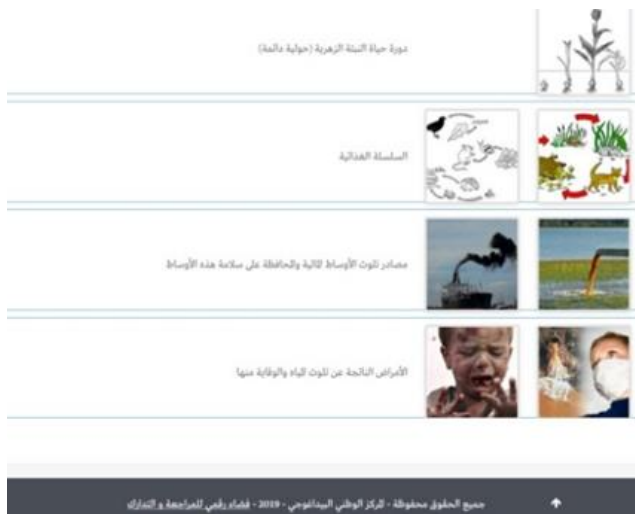 دورة حياة النبتة الزهرية (حولية دائمة)
السلسلة الغذائية
مصادر تلوث الأوساط المائية والمحافظة على سلامة هذه الأوساط
الأمراض الناتجة عن تلوث المياه والوقاية منها
جميع الحقوق محفوظة - المركز الوطني البيداغوجي - 2019 - فضاء رقمي للمراجعة و التدارك